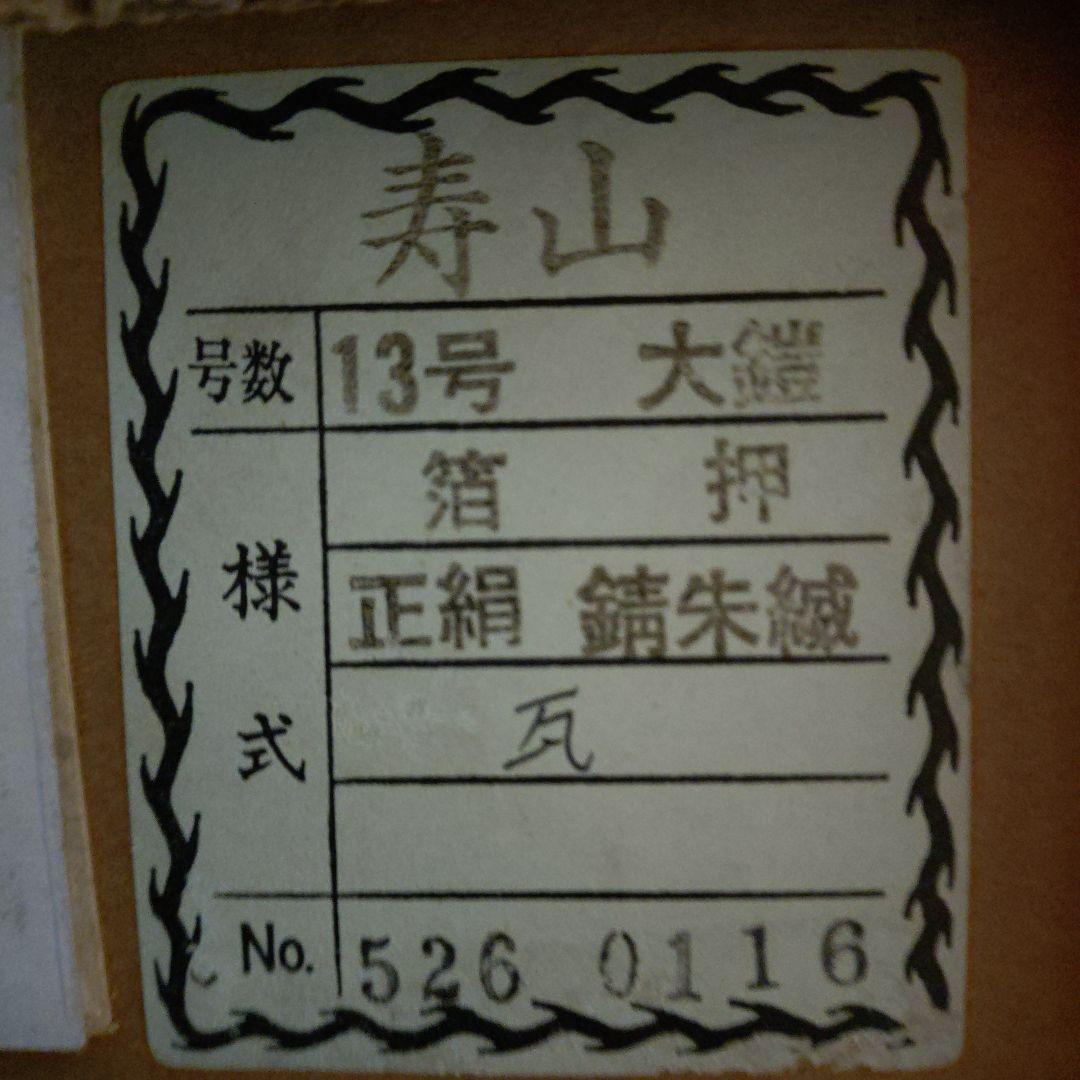 寿山
号数 13号 大鎧
箔 押
様 正絹 錆朱縅
式 瓦
No. 526 0116